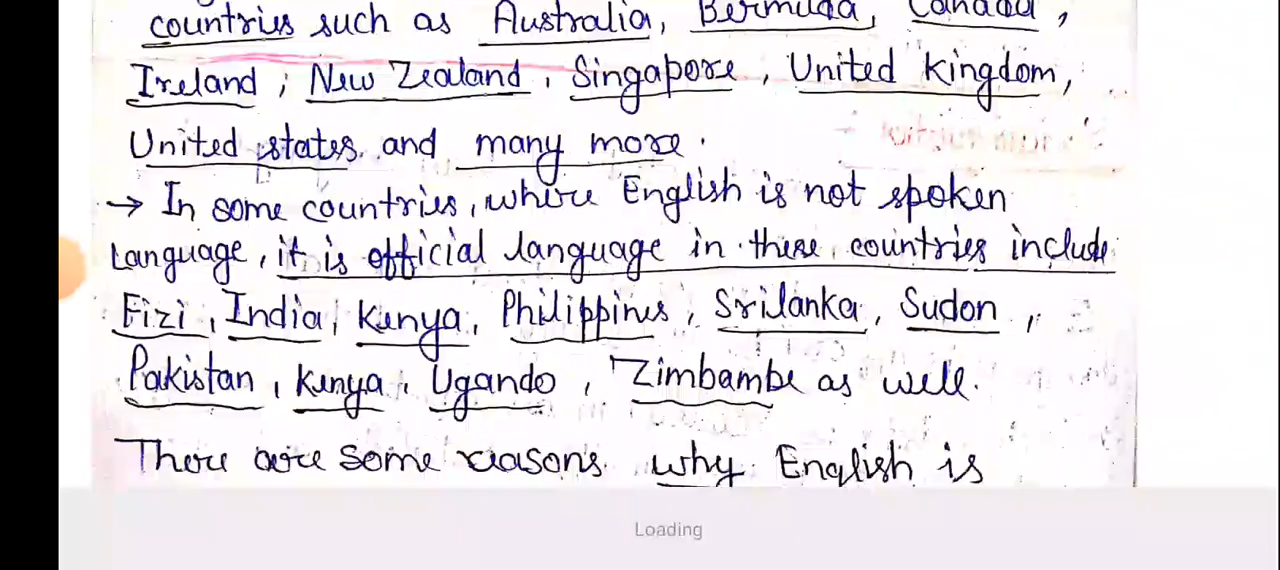 countries such as Australia, Bermuda, Canada,
Ireland, New Zealand, Singapore, United kingdom,
United states and many more.
→ In some countries, where English is not spoken
Language, it is official language in these countries include
Fizi, India, Kenya, Philippines, Srilanka, Sudon,
Pakistan, Kenya, Ugando, Zimbambe as well.
There are some reasons why English is
Loading